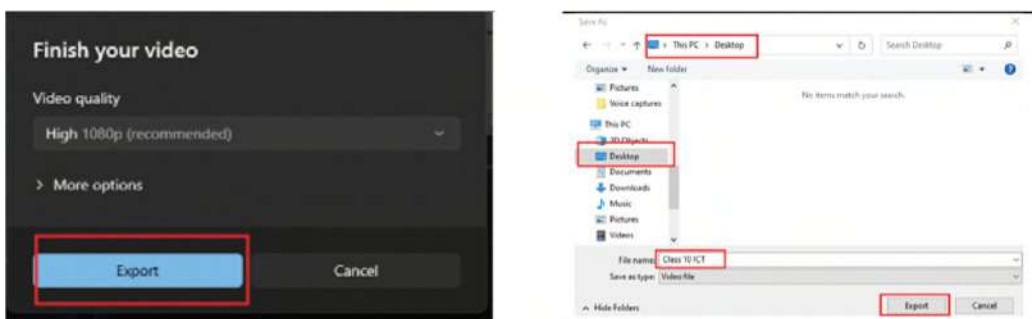 Finish your video
Video quality
High 1080p (recommended)
More options
Export Cancel
Save As
This PC > Desktop
Search Desktop
Organize New folder
Pictures
Voice captures
This PC
3D Objects
Desktop
Documents
Downloads
Music
Pictures
Videos
No items match your search.
File name: Class 10 ICT
Save as type: Video file
Hide Folders
Export Cancel